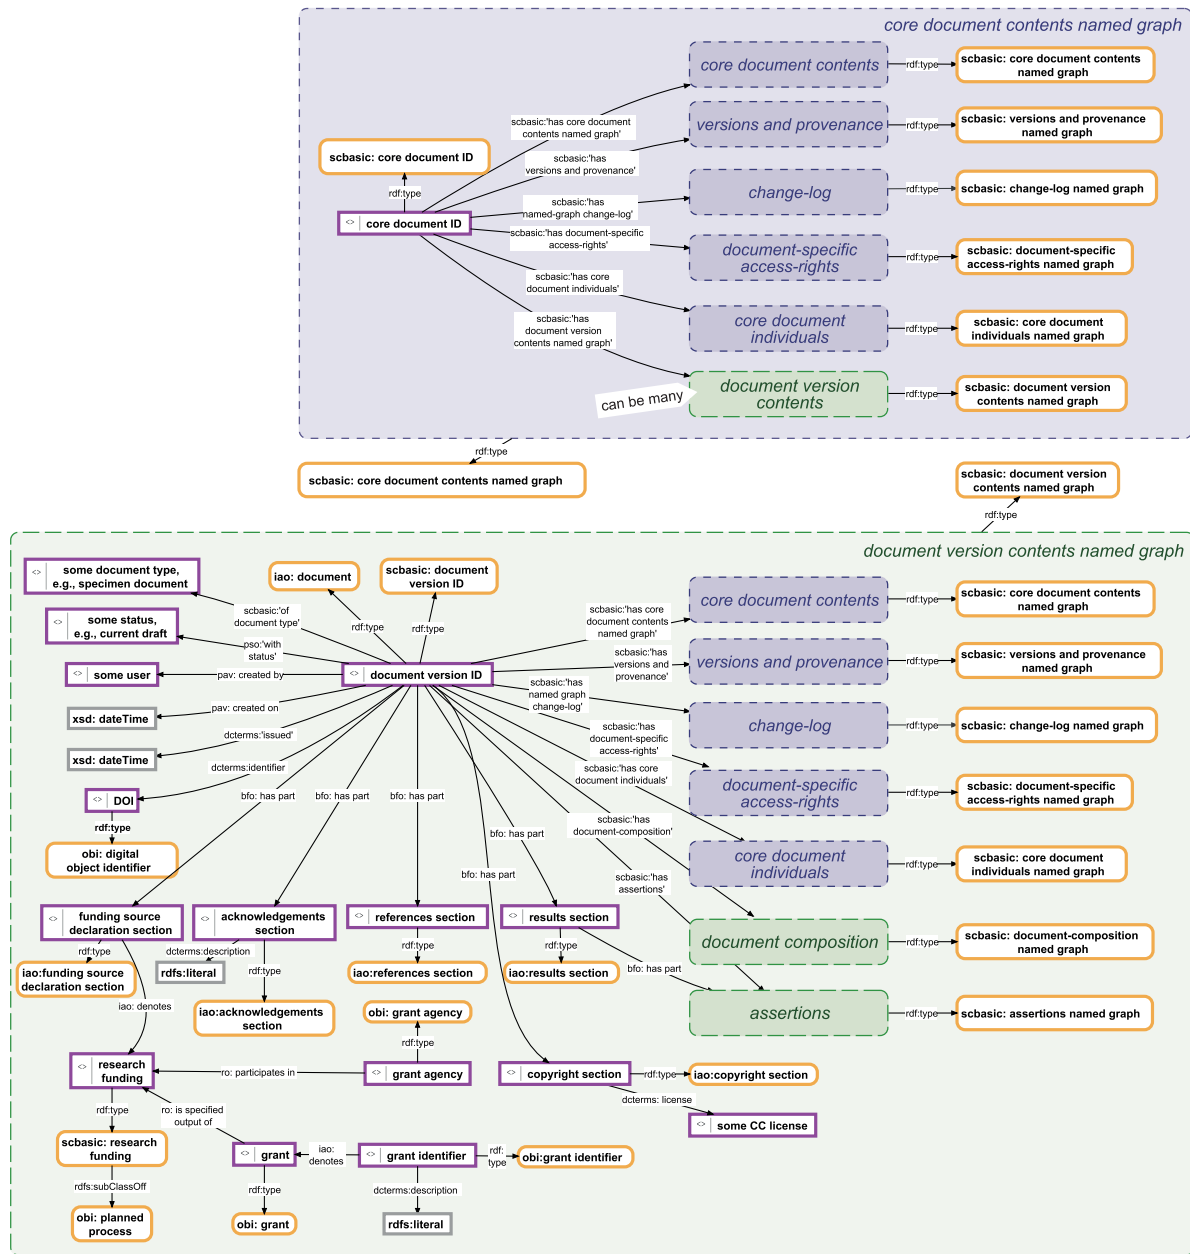 core document contents named graph
core document contents
rdf:type
scbasic: core document contents
named graph
scbasic:'has core document
contents named graph'
versions and provenance
rdf:type
scbasic: versions and provenance
named graph
scbasic: core document ID
scbasic:'has
versions and provenance'
rdf:type
change-log
rdf:type
scbasic: change-log named graph
<> core document ID
scbasic:'has
named-graph change-log'
scbasic:'has document-specific
access-rights'
document-specific
access-rights
rdf:type
scbasic: document-specific
access-rights named graph
scbasic:'has core
document individuals'
core document
individuals
rdf:type
scbasic: core document
individuals named graph
scbasic:'has
document version
contents named graph'
can be many
document version
contents
rdf:type
scbasic: document version
contents named graph
rdf:type
scbasic: core document contents named graph
scbasic: document version
contents named graph
rdf:type
document version contents named graph
<> some document type,
e.g., specimen document
iao: document
scbasic: document
version ID
scbasic:'of
document type'
rdf:type
rdf:type
<> some status,
e.g., current draft
pso:'with
status'
<> some user
pav: created by
<> document version ID
xsd: dateTime
pav: created on
xsd: dateTime
dcterms:'issued'
dcterms:identifier
<> DOI
rdf:type
obi: digital
object identifier
bfo: has part
bfo: has part
bfo: has part
bfo: has part
bfo: has part
scbasic:'has core
document contents
named graph'
core document contents
rdf:type
scbasic: core document contents
named graph
scbasic:'has
versions and
provenance'
versions and provenance
rdf:type
scbasic: versions and provenance
named graph
scbasic:'has
named graph
change-log'
change-log
rdf:type
scbasic: change-log named graph
scbasic:'has
document-specific
access-rights'
document-specific
access-rights
rdf:type
scbasic: document-specific
access-rights named graph
scbasic:'has core
document individuals'
core document
individuals
rdf:type
scbasic: core document
individuals named graph
scbasic:'has
document-composition'
document composition
rdf:type
scbasic: document-composition
named graph
scbasic:'has
assertions'
assertions
rdf:type
scbasic: assertions named graph
<> funding source
declaration section
rdf:type
iao:funding source
declaration section
iao: denotes
<> acknowledgements
section
dcterms:description
rdfs:literal
rdf:type
iao:acknowledgements
section
<> references section
rdf:type
iao:references section
<> results section
rdf:type
iao:results section
bfo: has part
obi: grant agency
rdf:type
<> research
funding
ro: participates in
<> grant agency
<> copyright section
rdf:type
iao:copyright section
dcterms: license
<> some CC license
rdf:type
scbasic: research
funding
rdfs:subClassOff
obi: planned
process
ro: is specified
output of
<> grant
iao:
denotes
<> grant identifier
rdf:
type
obi:grant identifier
rdf:type
obi: grant
dcterms:description
rdfs:literal